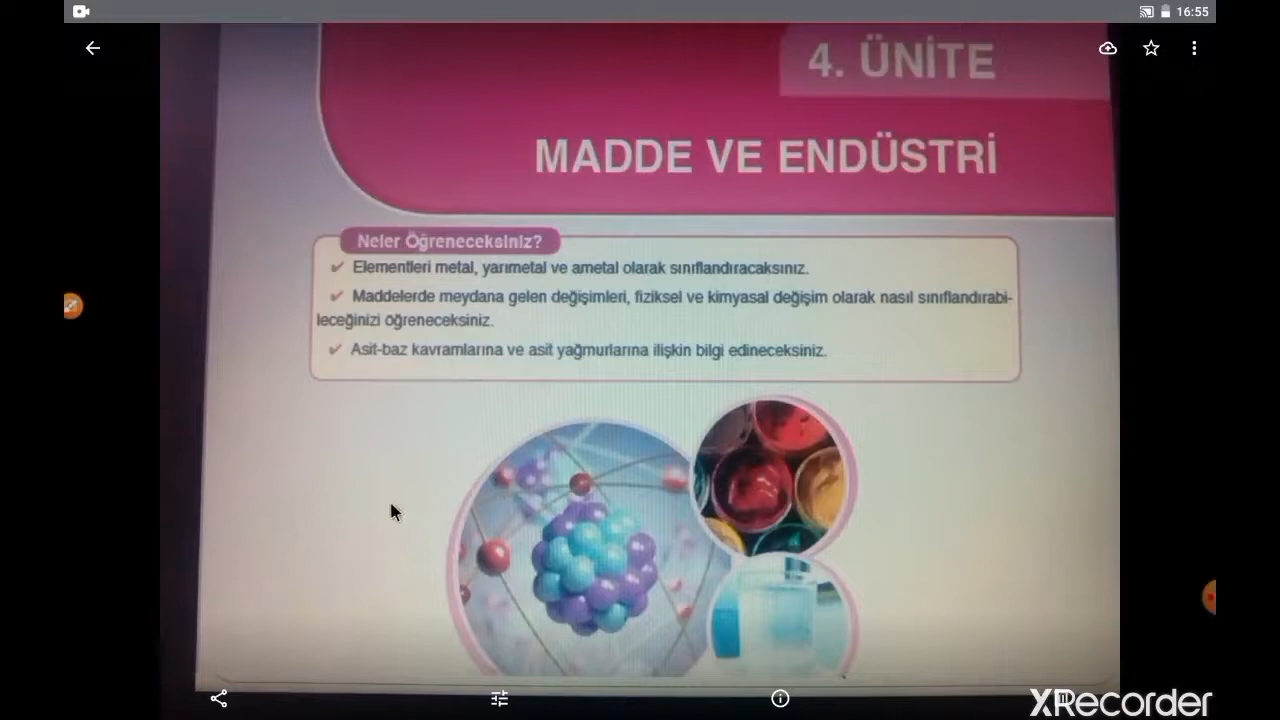 16:55
4. ÜNİTE
MADDE VE ENDÜSTRİ
Neler Öğreneceksiniz?
✔ Elementleri metal, yarımetal ve ametal olarak sınıflandıracaksınız.
✔ Maddelerde meydana gelen değişimleri, fiziksel ve kimyasal değişim olarak nasıl sınıflandırabi-
leceğinizi öğreneceksiniz.
✔ Asit-baz kavramlarına ve asit yağmurlarına ilişkin bilgi edineceksiniz.
XRecorder